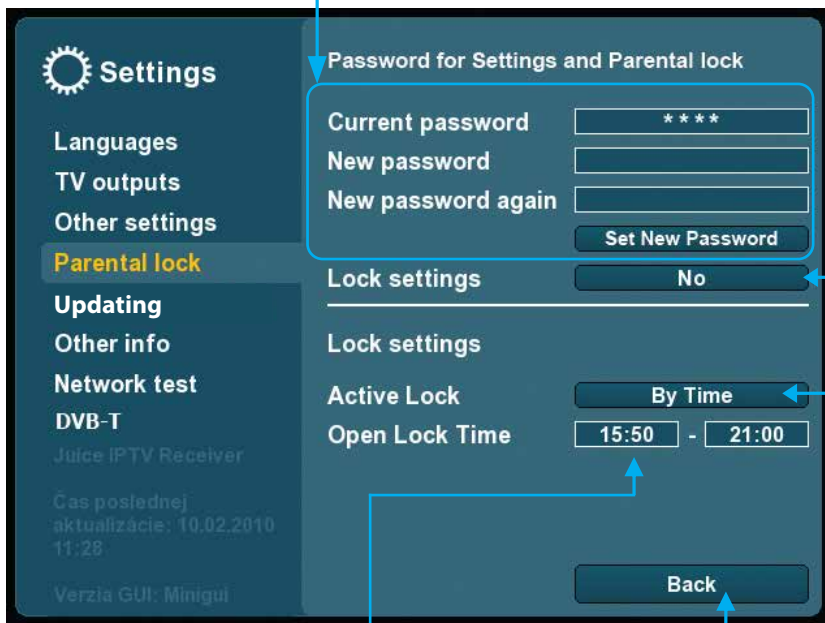 Settings
Languages
TV outputs
Other settings
Parental lock
Updating
Other info
Network test
DVB-T
Juice IPTV Receiver
Čas poslednej
aktualizácie: 10.02.2010
11:28
Verzia GUI: Minigui
Password for Settings and Parental lock
Current password ****
New password
New password again
Set New Password
Lock settings No
Lock settings
Active Lock By Time
Open Lock Time 15:50 - 21:00
Back